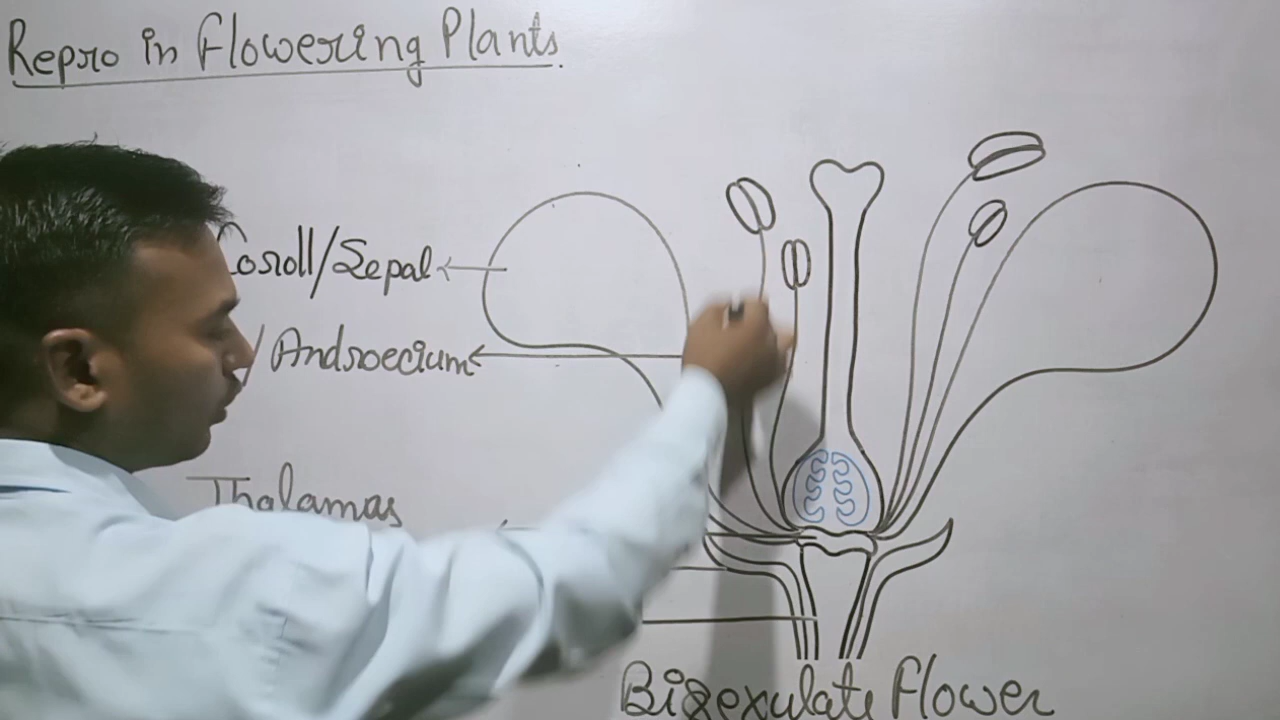 Repro in Flowering Plants.
Coroll/Sepal
/Androecium
Thalamas
Bisexulate Flower